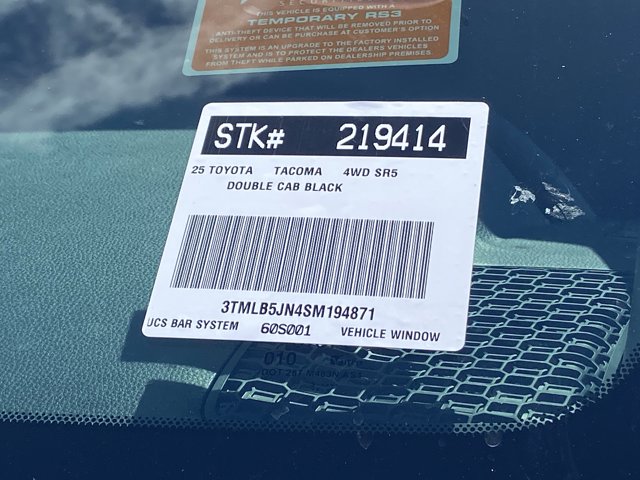 THIS VEHICLE IS EQUIPPED WITH A
TEMPORARY RS3
ANTI-THEFT DEVICE THAT WILL BE REMOVED PRIOR TO
DELIVERY OR CAN BE PURCHASE AT CUSTOMER'S OPTION
THIS SYSTEM IS AN UPGRADE TO THE FACTORY INSTALLED
SYSTEM AND IS TO PROTECT THE DEALERS VEHICLES
FROM THEFT WHILE PARKED ON DEALERSHIP PREMISES.
STK# 219414
25 TOYOTA TACOMA 4WD SR5
DOUBLE CAB BLACK
3TMLB5JN4SM194871
UCS BAR SYSTEM 60S001 VEHICLE WINDOW
010